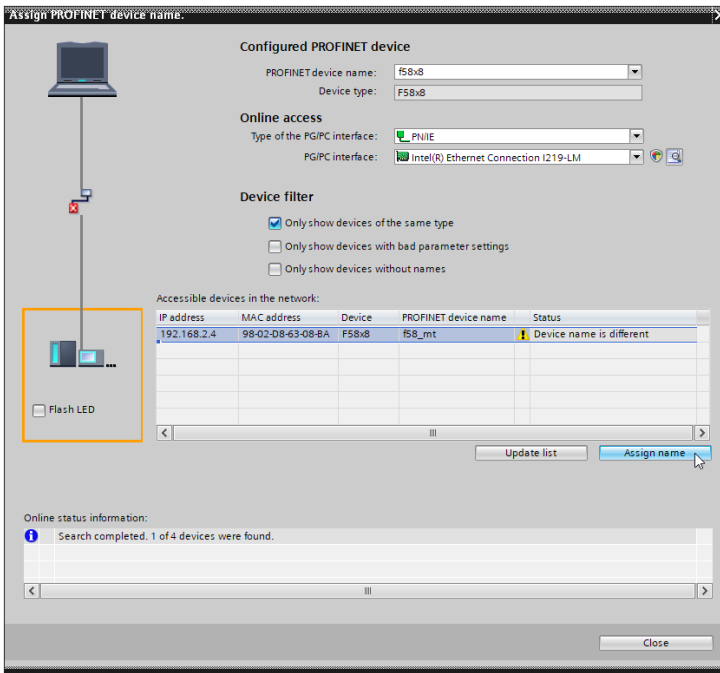 Assign PROFINET device name.
Configured PROFINET device
PROFINET device name: f58x8
Device type: F58x8
Online access
Type of the PG/PC interface: PN/IE
PG/PC interface: Intel(R) Ethernet Connection I219-LM
Device filter
Only show devices of the same type
Only show devices with bad parameter settings
Only show devices without names
Accessible devices in the network:
IP address MAC address Device PROFINET device name Status
192.168.2.4 98-02-D8-63-08-BA F58x8 f58_mt Device name is different
Flash LED
Update list Assign name
Online status information:
Search completed. 1 of 4 devices were found.
Close